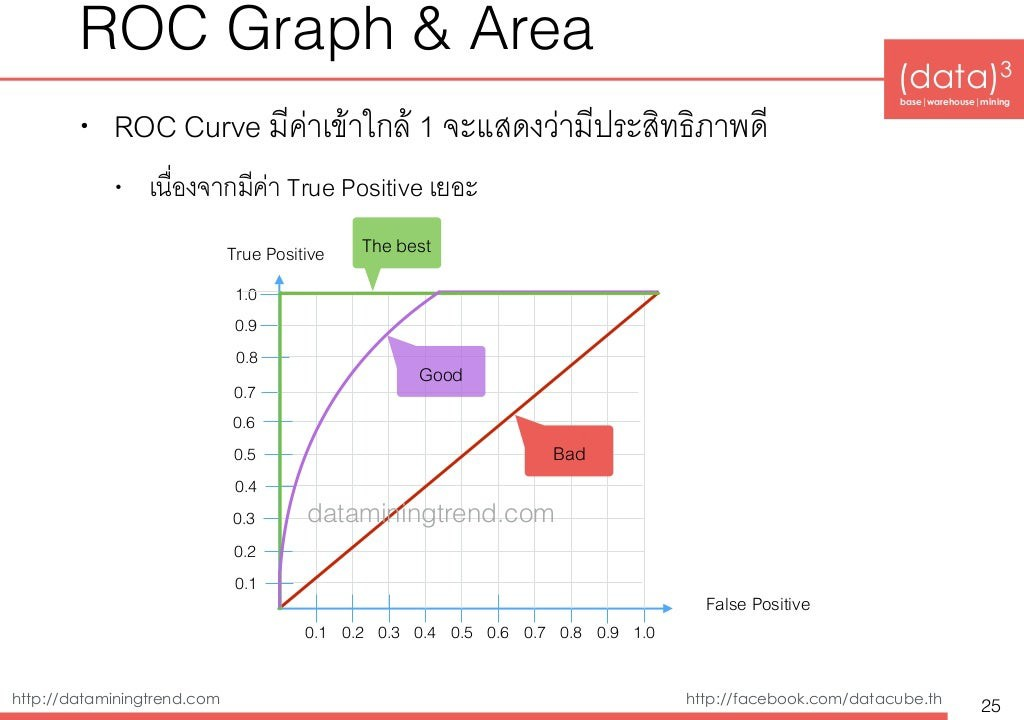 ROC Graph & Area
(data)3
base|warehouse|mining
• ROC Curve มีค่าเข้าใกล้ 1 จะแสดงว่ามีประสิทธิภาพดี
• เนื่องจากมีค่า True Positive เยอะ
The best
True Positive
1.0
0.9
0.8
Good
0.7
0.6
Bad
0.5
0.4
dataminingtrend.com
0.3
0.2
0.1
False Positive
0.1 0.2 0.3 0.4 0.5 0.6 0.7 0.8 0.9 1.0
http://dataminingtrend.com
http://facebook.com/datacube.th
25